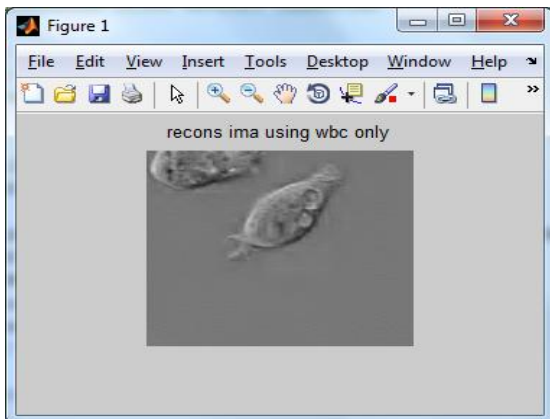 Figure 1
File Edit View Insert Tools Desktop Window Help
recons ima using wbc only